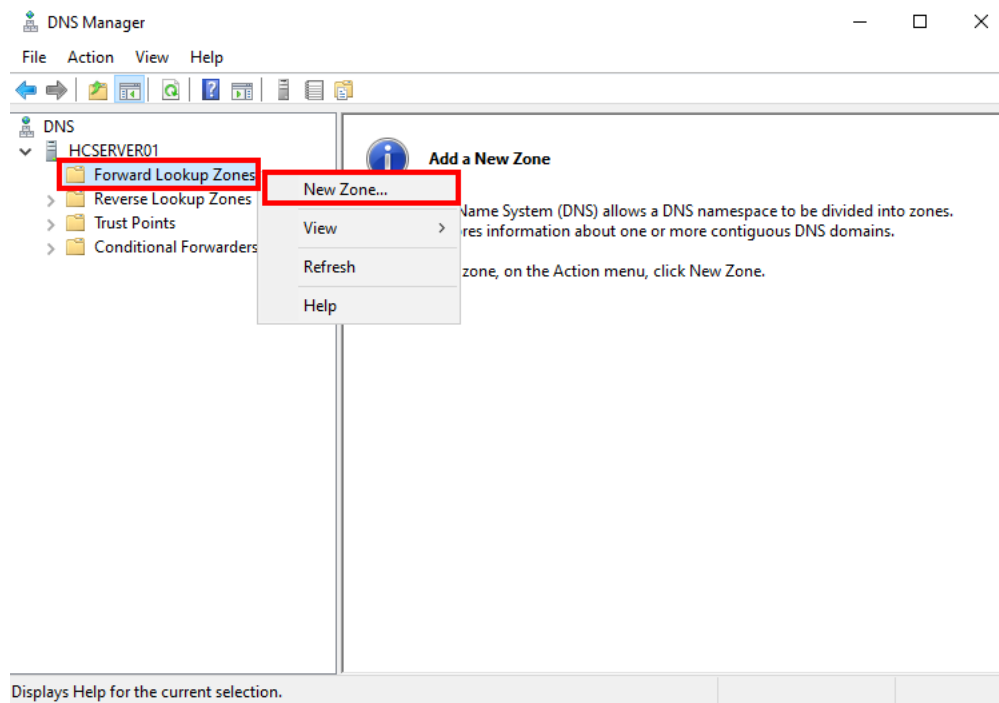 DNS Manager
File Action View Help
DNS
HCSERVER01
Forward Lookup Zones
Reverse Lookup Zones
Trust Points
Conditional Forwarders
New Zone...
View
Refresh
Help
Add a New Zone
Name System (DNS) allows a DNS namespace to be divided into zones.
information about one or more contiguous DNS domains.
zone, on the Action menu, click New Zone.
Displays Help for the current selection.